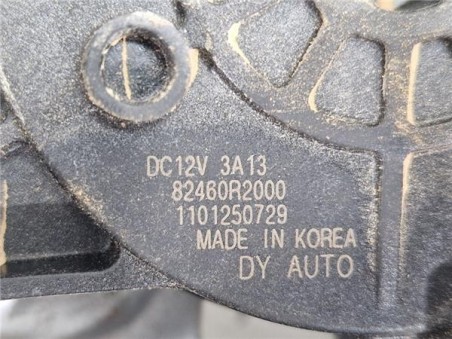 DC12V 3A13
82460R2000
1101250729
MADE IN KOREA
DY AUTO